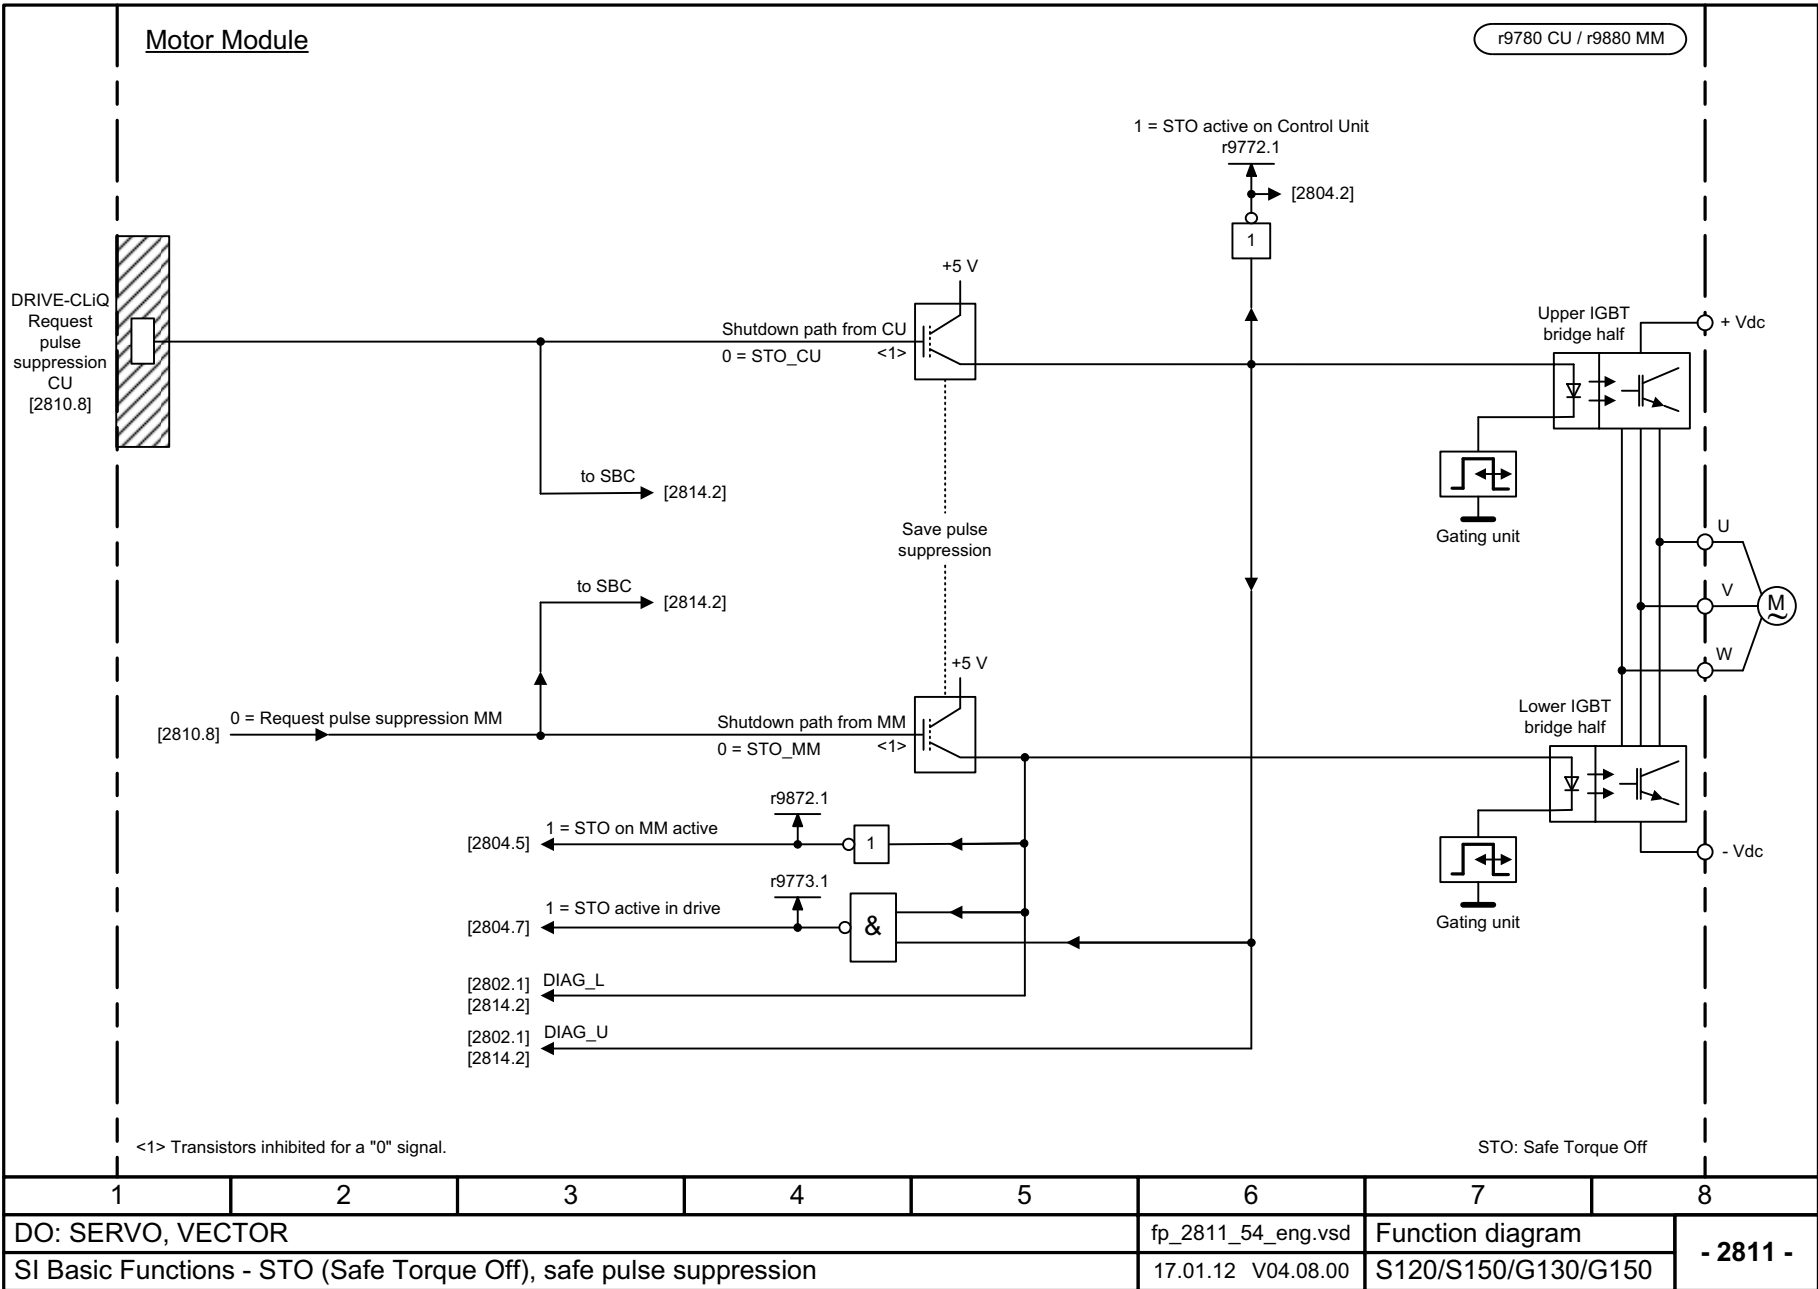 Motor Module
r9780 CU / r9880 MM
1 = STO active on Control Unit
r9772.1
[2804.2]
1
+5 V
DRIVE-CLiQ
Request
pulse
suppression
CU
[2810.8]
Shutdown path from CU
0 = STO_CU
<1>
Upper IGBT
bridge half
+ Vdc
to SBC
[2814.2]
Gating unit
Save pulse
suppression
U
V
W
M
~
to SBC
[2814.2]
+5 V
[2810.8]
0 = Request pulse suppression MM
Shutdown path from MM
0 = STO_MM
<1>
Lower IGBT
bridge half
- Vdc
Gating unit
r9872.1
[2804.5]
1 = STO on MM active
1
r9773.1
[2804.7]
1 = STO active in drive
&
[2802.1]
[2814.2]
DIAG_L
[2802.1]
[2814.2]
DIAG_U
<1> Transistors inhibited for a "0" signal.
STO: Safe Torque Off
1 2 3 4 5 6 7 8
DO: SERVO, VECTOR
fp_2811_54_eng.vsd
Function diagram
- 2811 -
SI Basic Functions - STO (Safe Torque Off), safe pulse suppression
17.01.12 V04.08.00
S120/S150/G130/G150